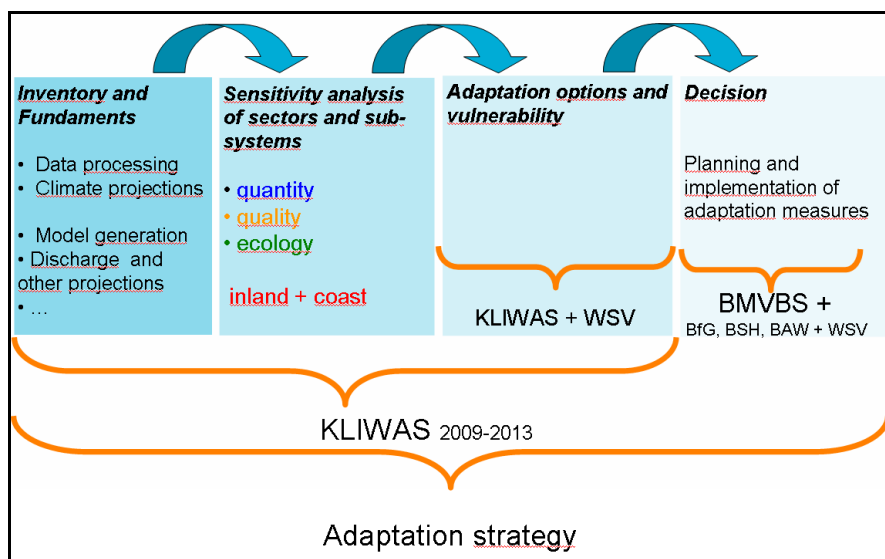 Inventory and
Fundaments
• Data processing
• Climate projections
• Model generation
• Discharge and
other projections
• ...
Sensitivity analysis
of sectors and sub-
systems
• quantity
• quality
• ecology
inland + coast
Adaptation options and
vulnerability
KLIWAS + WSV
Decision
Planning and
implementation of
adaptation measures
BMVBS +
BfG, BSH, BAW + WSV
KLIWAS 2009-2013
Adaptation strategy